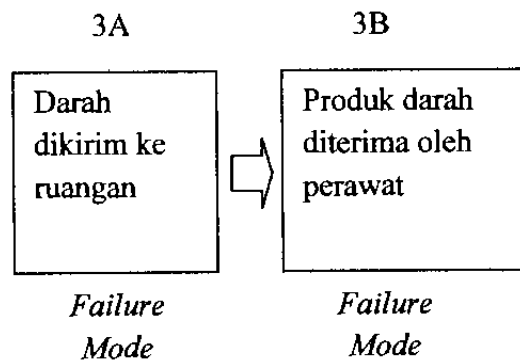 3A
3B
Darah
dikirim ke
ruangan
Produk darah
diterima oleh
perawat
Failure
Mode
Failure
Mode